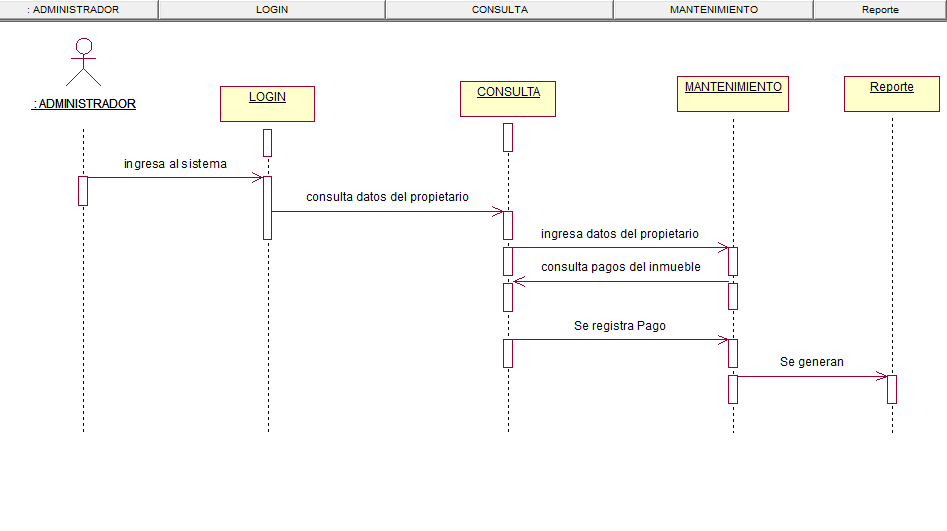 : ADMINISTRADOR LOGIN CONSULTA MANTENIMIENTO Reporte
: ADMINISTRADOR
LOGIN
CONSULTA
MANTENIMIENTO
Reporte
ingresa al sistema
consulta datos del propietario
ingresa datos del propietario
consulta pagos del inmueble
Se registra Pago
Se generan